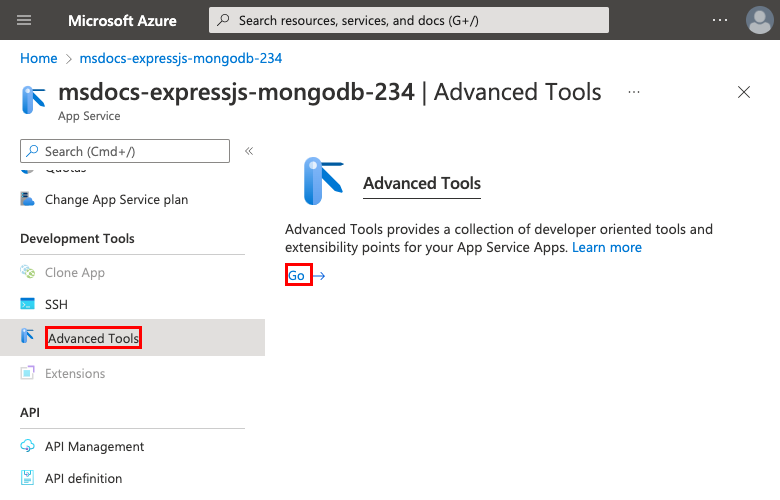 Microsoft Azure
Search resources, services, and docs (G+/)
Home > msdocs-expressjs-mongodb-234
msdocs-expressjs-mongodb-234 | Advanced Tools
App Service
Search (Cmd+/)
Quotas
Change App Service plan
Development Tools
Clone App
SSH
Advanced Tools
Extensions
API
API Management
API definition
Advanced Tools
Advanced Tools provides a collection of developer oriented tools and
extensibility points for your App Service Apps. Learn more
Go →